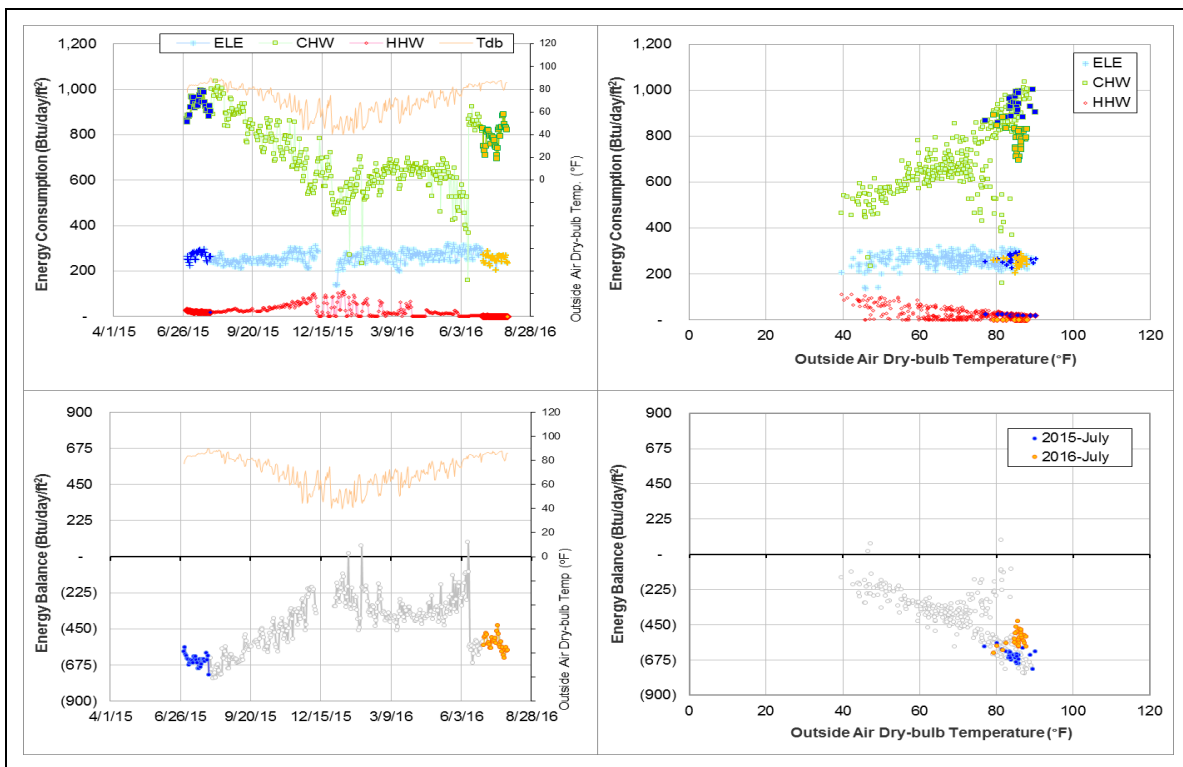 ELE CHW HHW Tdb
1,200
1,000
800
600
400
200
-
120
100
80
60
40
20
0
Energy Consumption (Btu/day/ft²)
Outside Air Dry-bulb Temp. (°F)
4/1/15 6/26/15 9/20/15 12/15/15 3/9/16 6/3/16 8/28/16
1,200
1,000
800
600
400
200
-
Energy Consumption (Btu/day/ft²)
ELE
CHW
HHW
0 20 40 60 80 100 120
Outside Air Dry-bulb Temperature (°F)
900
675
450
225
-
(225)
(450)
(675)
(900)
120
100
80
60
40
20
0
Energy Balance (Btu/day/ft²)
Outside Air Dry-bulb Temp (°F)
4/1/15 6/26/15 9/20/15 12/15/15 3/9/16 6/3/16 8/28/16
900
675
450
225
-
(225)
(450)
(675)
(900)
Energy Balance (Btu/day/ft²)
2015-July
2016-July
0 20 40 60 80 100 120
Outside Air Dry-bulb Temperature (°F)